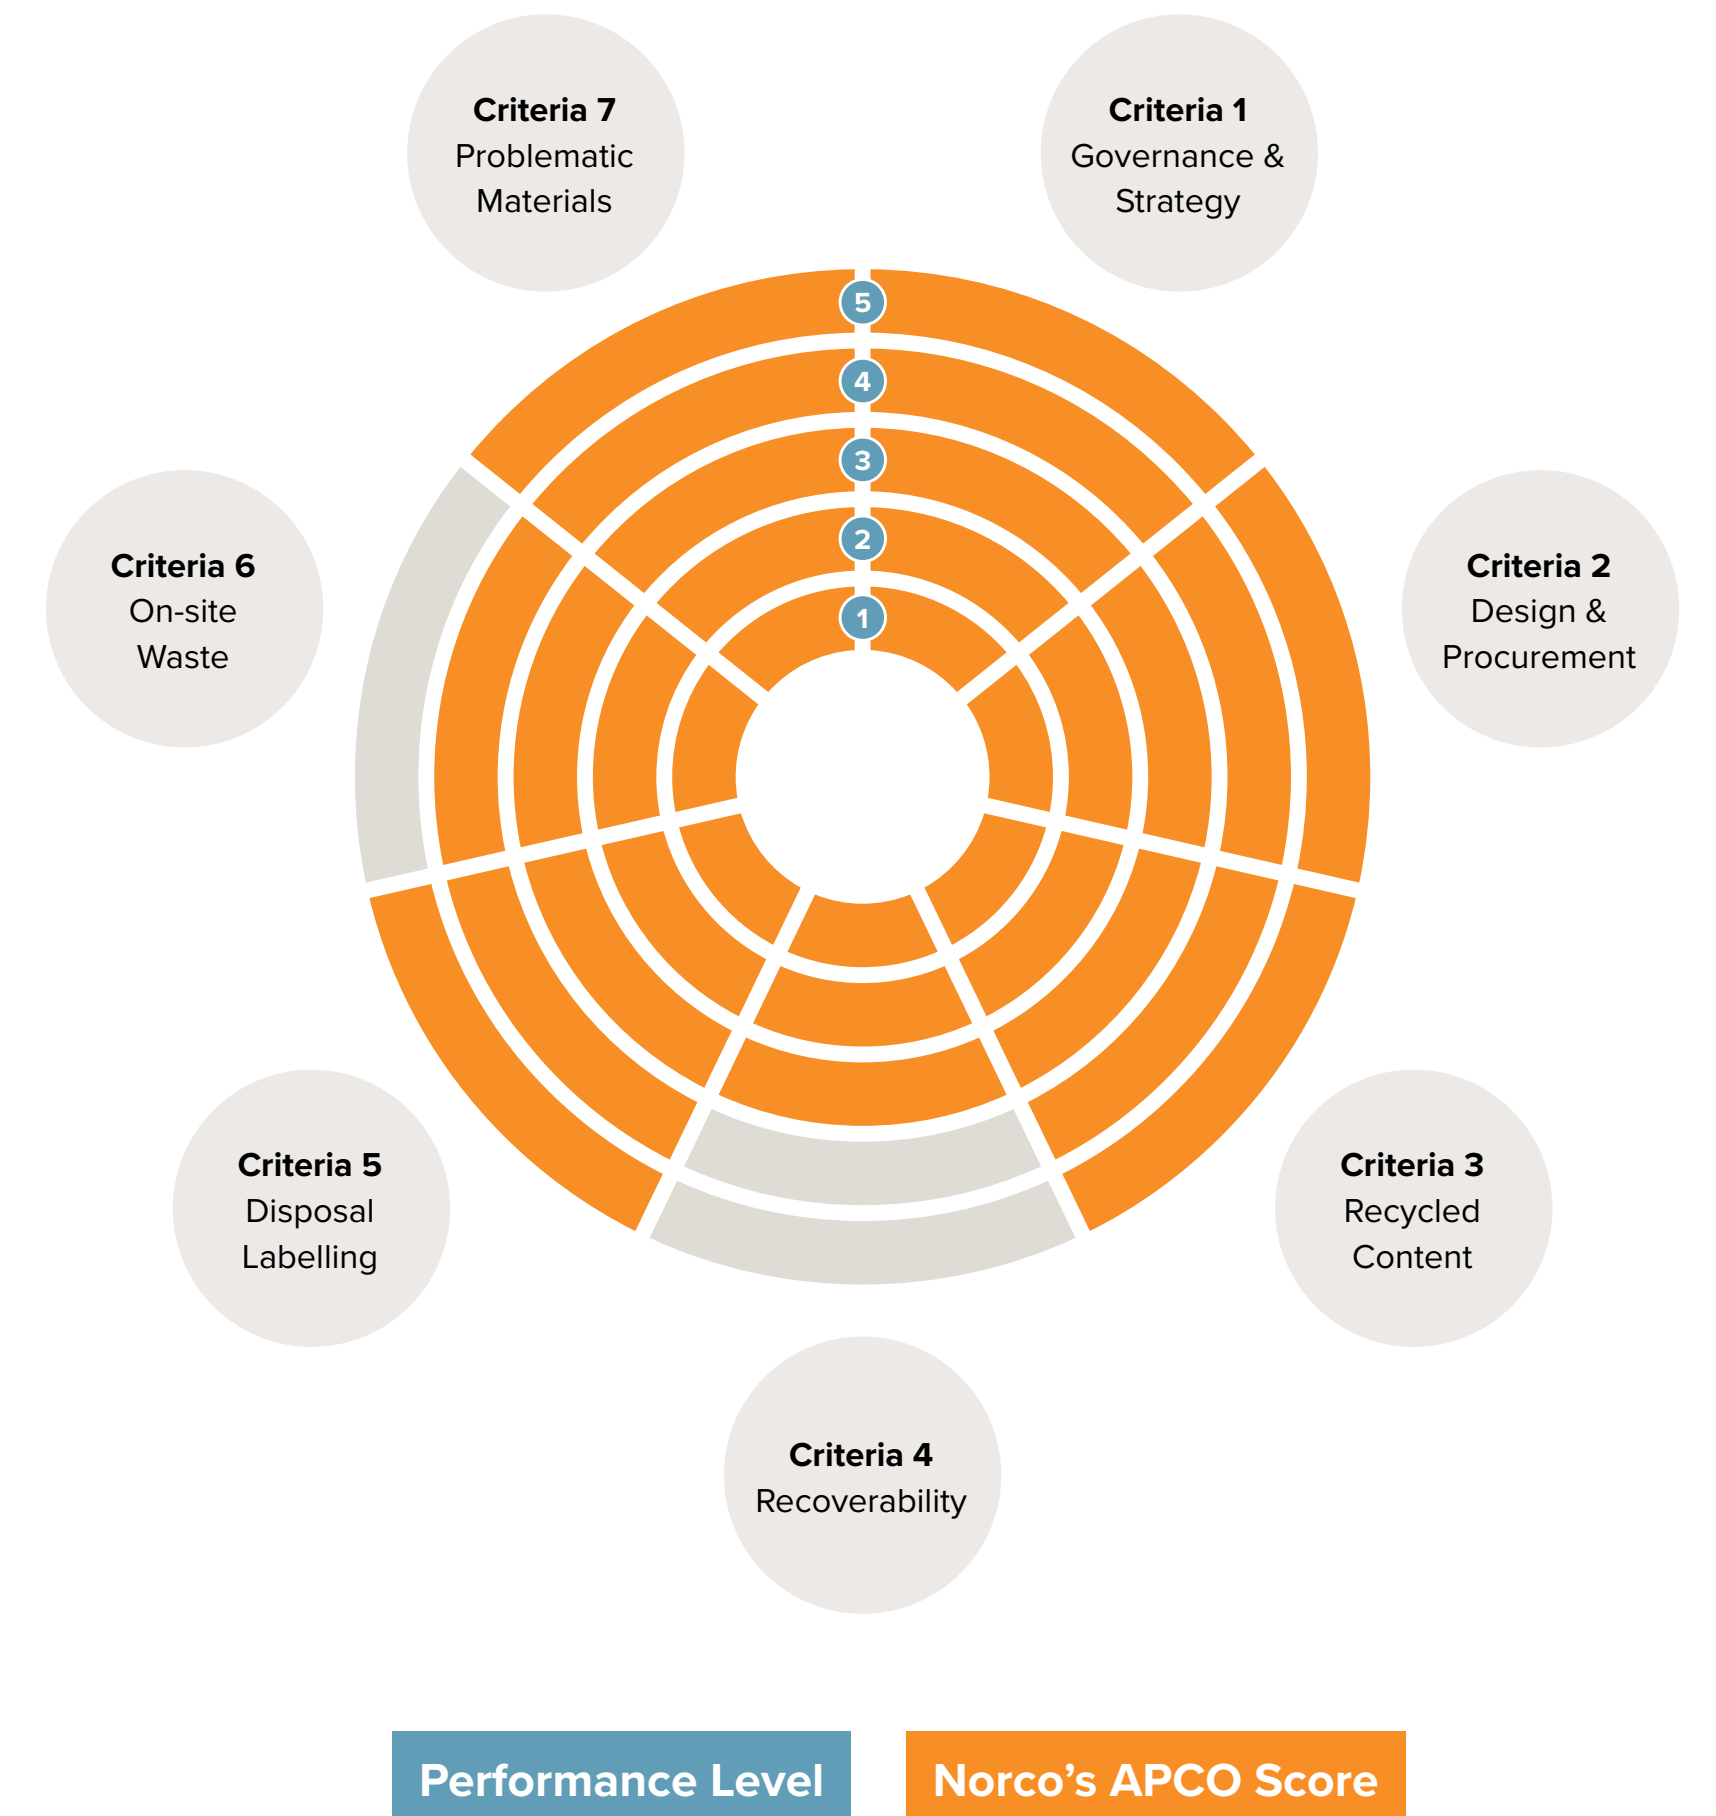 Criteria 7
Problematic
Materials
Criteria 1
Governance &
Strategy
5
4
3
2
1
Criteria 6
On-site
Waste
Criteria 2
Design &
Procurement
Criteria 5
Disposal
Labelling
Criteria 3
Recycled
Content
Criteria 4
Recoverability
Performance Level
Norco’s APCO Score